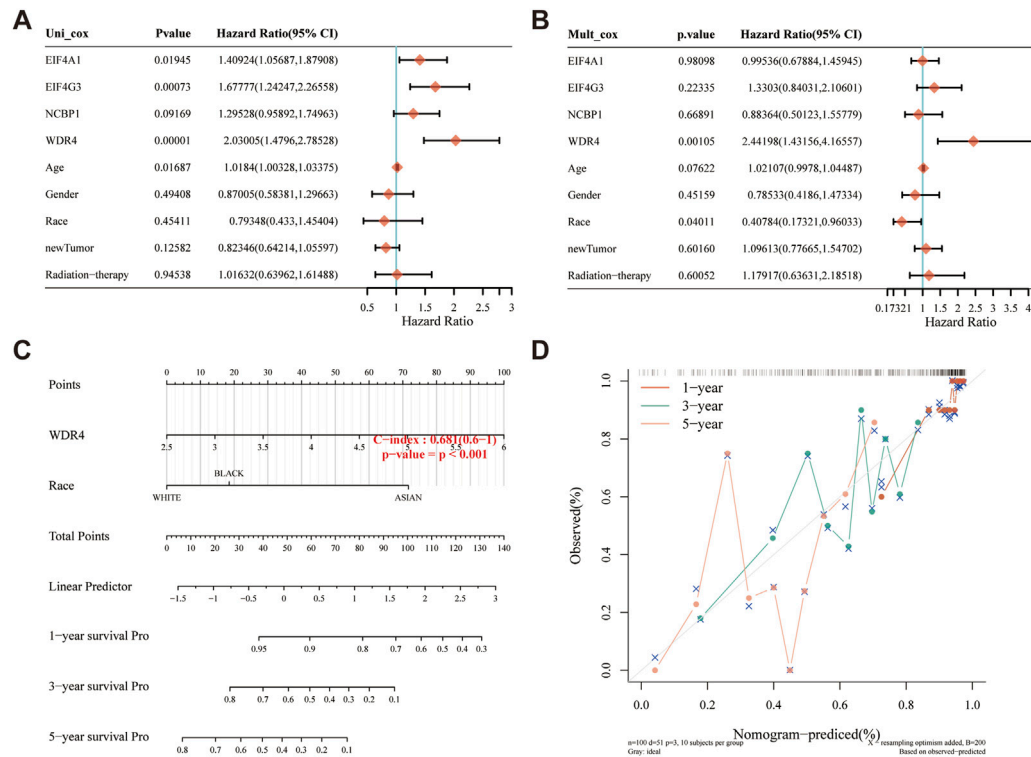 A
Uni_cox Pvalue Hazard Ratio(95% CI)
EIF4A1 0.01945 1.40924(1.05687,1.87908)
EIF4G3 0.00073 1.67777(1.24247,2.26558)
NCBP1 0.09169 1.29528(0.95892,1.74963)
WDR4 0.00001 2.03005(1.4796,2.78528)
Age 0.01687 1.0184(1.00328,1.03375)
Gender 0.49408 0.87005(0.58381,1.29663)
Race 0.45411 0.79348(0.433,1.45404)
newTumor 0.12582 0.82346(0.64214,1.05597)
Radiation-therapy 0.94538 1.01632(0.63962,1.61488)
0.5 1 1.5 2 2.5 3
Hazard Ratio
B
Mult_cox p.value Hazard Ratio(95% CI)
EIF4A1 0.98098 0.99536(0.67884,1.45945)
EIF4G3 0.22335 1.3303(0.84031,2.10601)
NCBP1 0.66891 0.88364(0.50123,1.55779)
WDR4 0.00105 2.44198(1.43156,4.16557)
Age 0.07622 1.02107(0.9978,1.04487)
Gender 0.45159 0.78533(0.4186,1.47334)
Race 0.04011 0.40784(0.17321,0.96033)
newTumor 0.60160 1.09613(0.77665,1.54702)
Radiation-therapy 0.60052 1.17917(0.63631,2.18518)
0.17321 1 1.5 2 2.5 3 3.5 4
Hazard Ratio
C
0 10 20 30 40 50 60 70 80 90 100
Points
WDR4
C-index : 0.681(0.6-1)
2.5 3 3.5 4 4.5 5 5.5 6
p-value = p < 0.001
BLACK
Race
WHITE ASIAN
Total Points
0 10 20 30 40 50 60 70 80 90 100 110 120 130 140
Linear Predictor
-1.5 -1 -0.5 0 0.5 1 1.5 2 2.5 3
1-year survival Pro
0.95 0.9 0.8 0.7 0.6 0.5 0.4 0.3
3-year survival Pro
0.8 0.7 0.6 0.5 0.4 0.3 0.2 0.1
5-year survival Pro
0.8 0.7 0.6 0.5 0.4 0.3 0.2 0.1
D
1-year
3-year
5-year
Observed(%)
1.0
0.8
0.6
0.4
0.2
0.0
0.0 0.2 0.4 0.6 0.8 1.0
Nomogram-prediced(%)
n=100 d=51 p=3, 10 subjects per group
Gray: ideal
X - resampling optimism added, B=200
Based on observed-predicted